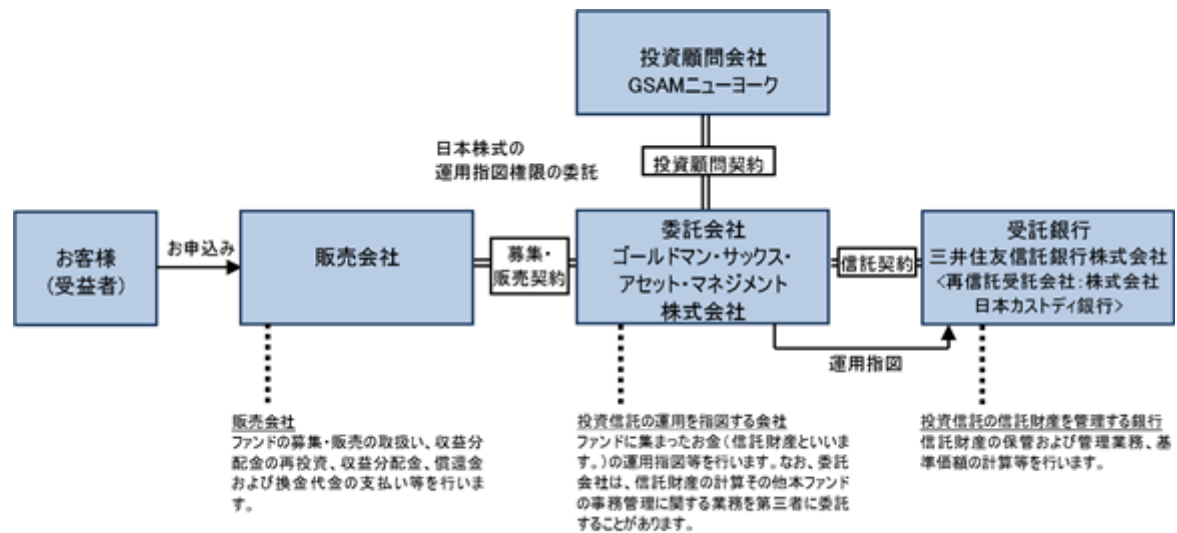 投資顧問会社
GSAMニューヨーク
日本株式の
運用指図権限の委託
投資顧問契約
お客様
(受益者)
お申込み
販売会社
募集・
販売契約
委託会社
ゴールドマン・サックス・
アセット・マネジメント
株式会社
信託契約
受託銀行
三井住友信託銀行株式会社
<再信託受託会社:株式会社
日本カストディ銀行>
運用指図
販売会社
ファンドの募集・販売の取扱い、収益分
配金の再投資、収益分配金、償還金
および換金代金の支払い等を行いま
す。
投資信託の運用を指図する会社
ファンドに集まったお金(信託財産といいま
す。)の運用指図等を行います。なお、委託
会社は、信託財産の計算その他本ファンド
の事務管理に関する業務を第三者に委託
することがあります。
投資信託の信託財産を管理する銀行
信託財産の保管および管理業務、基
準価額の計算等を行います。